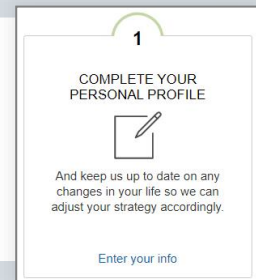 1
COMPLETE YOUR
PERSONAL PROFILE
And keep us up to date on any
changes in your life so we can
adjust your strategy accordingly.
Enter your info